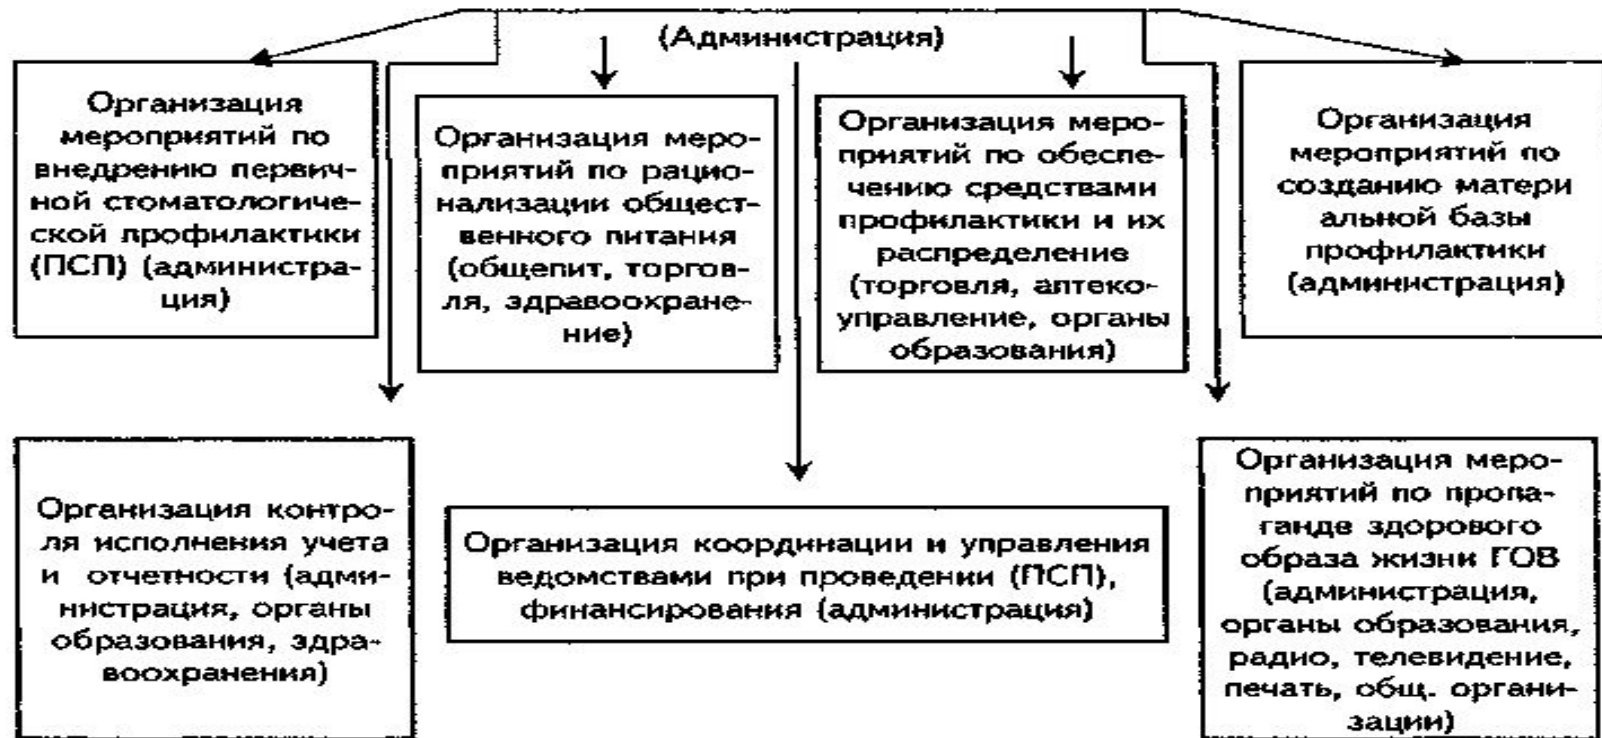 (Администрация)
Организация
мероприятий по
внедрению первич-
ной стоматологиче-
ской профилактики
(ПСП) (администра-
ция)
Организация меро-
приятий по рацио-
нализации общест-
венного питания
(общепит, торгов-
ля, здравоохране-
ние)
Организация меро-
приятий по обеспе-
чению средствами
профилактики и их
распределение
(торговля, аптеко-
управление, органы
образования)
Организация
мероприятий по
созданию матери
альной базы
профилактики
(администрация)
Организация контро-
ля исполнения учета
и отчетности (адми-
нистрация, органы
образования, здра-
воохранения)
Организация координации и управления
ведомствами при проведении (ПСП),
финансирования (администрация)
Организация меро-
приятий по пропа-
ганде здорового
образа жизни ГОВ
(администрация,
органы образования,
радио, телевидение,
печать, общ. органи-
зации)